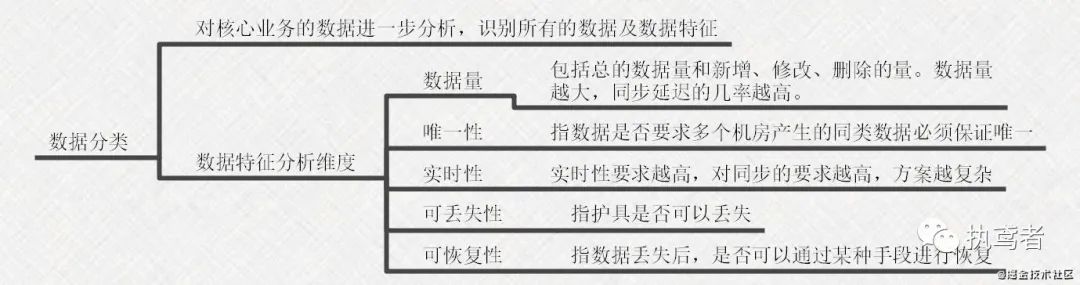 对核心业务的数据进一步分析，识别所有的数据及数据特征
数据分类
数据特征分析维度
数据量
包括总的数据量和新增、修改、删除的量。数据量
越大，同步延迟的几率越高。
唯一性
指数据是否要求多个机房产生的同类数据必须保证唯一
实时性
实时性要求越高，对同步的要求越高，方案越复杂
可丢失性
指护具是否可以丢失
可恢复性
指数据丢失后，是否可以通过某种手段进行恢复
执鸢者
@掘金技术社区